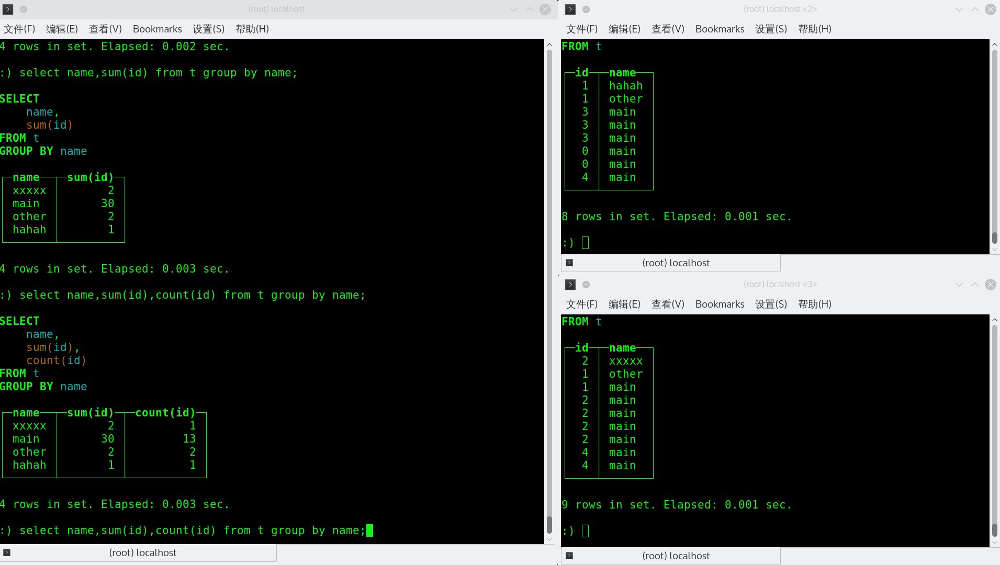 (root) localhost
文件(F) 编辑(E) 查看(V) Bookmarks 设置(S) 帮助(H)
4 rows in set. Elapsed: 0.002 sec.
:) select name,sum(id) from t group by name;
SELECT
name,
sum(id)
FROM t
GROUP BY name
name sum(id)
xxxxx 2
main 30
other 2
hahah 1
4 rows in set. Elapsed: 0.003 sec.
:) select name,sum(id),count(id) from t group by name;
SELECT
name,
sum(id),
count(id)
FROM t
GROUP BY name
name sum(id) count(id)
xxxxx 2 1
main 30 13
other 2 2
hahah 1 1
4 rows in set. Elapsed: 0.003 sec.
:) select name,sum(id),count(id) from t group by name;
(root) localhost
(root) localhost <2>
文件(F) 编辑(E) 查看(V) Bookmarks 设置(S) 帮助(H)
FROM t
id name
1 hahah
1 other
3 main
3 main
3 main
0 main
0 main
4 main
8 rows in set. Elapsed: 0.001 sec.
:)
(root) localhost
(root) localhost <3>
文件(F) 编辑(E) 查看(V) Bookmarks 设置(S) 帮助(H)
FROM t
id name
2 xxxxx
1 other
1 main
2 main
2 main
2 main
2 main
4 main
4 main
9 rows in set. Elapsed: 0.001 sec.
:)
(root) localhost